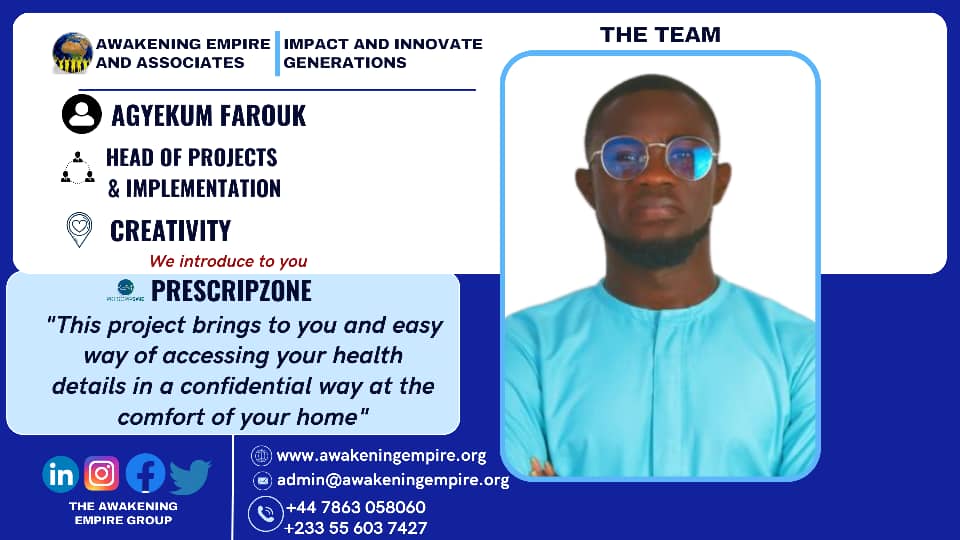 AWAKENING EMPIRE
AND ASSOCIATES
IMPACT AND INNOVATE
GENERATIONS
THE TEAM
AGYEKUM FAROUK
HEAD OF PROJECTS
& IMPLEMENTATION
CREATIVITY
We introduce to you
PRESCRIPZONE
"This project brings to you and easy
way of accessing your health
details in a confidential way at the
comfort of your home"
in
f
THE AWAKENING
EMPIRE GROUP
www.awakeningempire.org
admin@awakeningempire.org
+44 7863 058060
+233 55 603 7427